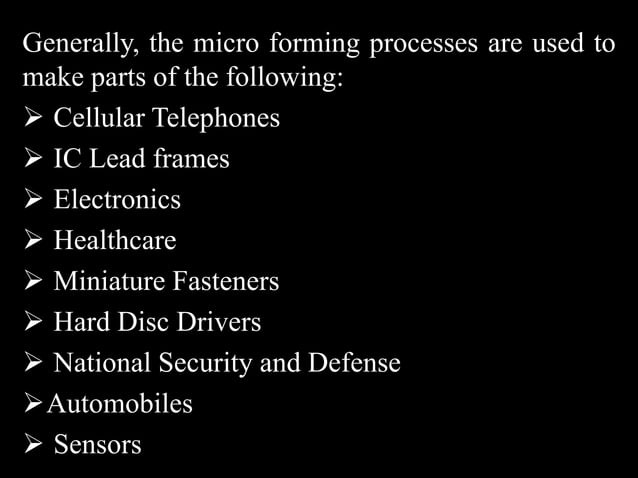 Generally, the micro forming processes are used to
make parts of the following:
➢ Cellular Telephones
➢ IC Lead frames
➢ Electronics
➢ Healthcare
➢ Miniature Fasteners
➢ Hard Disc Drivers
➢ National Security and Defense
➢Automobiles
➢ Sensors